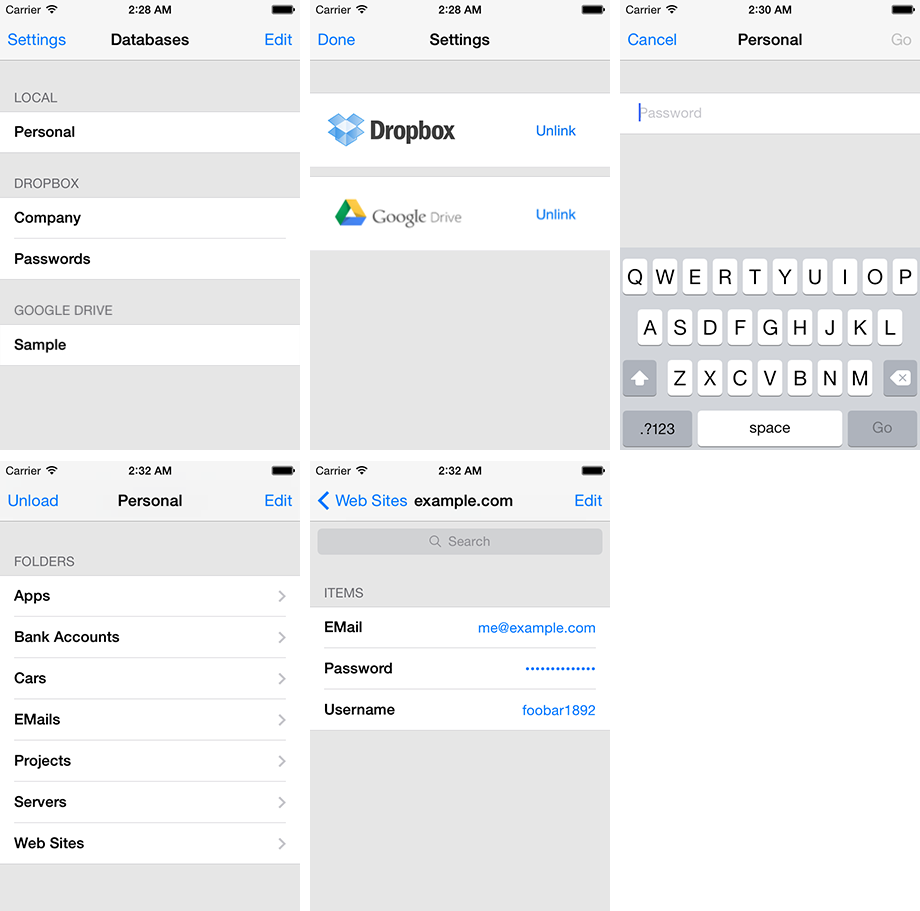 Carrier 2:28 AM
Settings Databases Edit
LOCAL
Personal
DROPBOX
Company
Passwords
GOOGLE DRIVE
Sample
Carrier 2:28 AM
Done Settings
Dropbox Unlink
Google Drive Unlink
Carrier 2:30 AM
Cancel Personal Go
Password
Q W E R T Y U I O P
A S D F G H J K L
Z X C V B N M
.?123 space Go
Carrier 2:32 AM
Unload Personal Edit
FOLDERS
Apps
Bank Accounts
Cars
EMails
Projects
Servers
Web Sites
Carrier 2:32 AM
Web Sites example.com Edit
Search
ITEMS
EMail me@example.com
Password ••••••••••••••
Username foobar1892